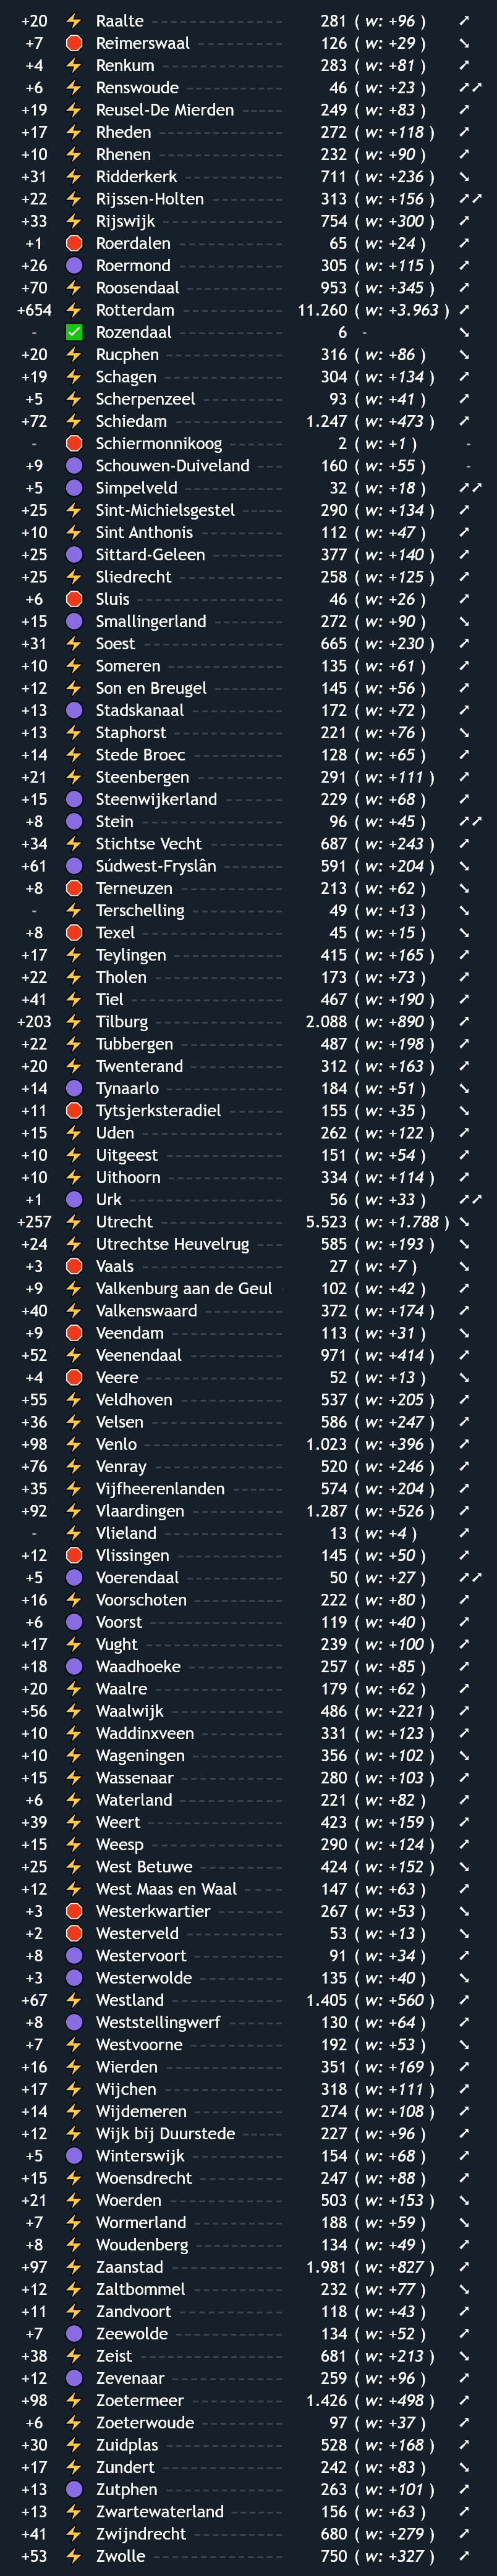 +20 ⚡ Raalte 281 ( w: +96 ) ↗
+7 🛑 Reimerswaal 126 ( w: +29 ) ↘
+4 ⚡ Renkum 283 ( w: +81 ) ↗
+6 ⚡ Renswoude 46 ( w: +23 ) ↗↗
+19 ⚡ Reusel-De Mierden 249 ( w: +83 ) ↗
+17 ⚡ Rheden 272 ( w: +118 ) ↗
+10 ⚡ Rhenen 232 ( w: +90 ) ↗
+31 ⚡ Ridderkerk 711 ( w: +236 ) ↘
+22 ⚡ Rijssen-Holten 313 ( w: +156 ) ↗↗
+33 ⚡ Rijswijk 754 ( w: +300 ) ↗
+1 🛑 Roerdalen 65 ( w: +24 ) ↗
+26 🟣 Roermond 305 ( w: +115 ) ↗
+70 ⚡ Roosendaal 953 ( w: +345 ) ↗
+654 ⚡ Rotterdam 11.260 ( w: +3.963 ) ↗
- ✅ Rozendaal 6 - ↘
+20 ⚡ Rucphen 316 ( w: +86 ) ↘
+19 ⚡ Schagen 304 ( w: +134 ) ↗
+5 ⚡ Scherpenzeel 93 ( w: +41 ) ↗
+72 ⚡ Schiedam 1.247 ( w: +473 ) ↗
- 🛑 Schiermonnikoog 2 ( w: +1 ) -
+9 🟣 Schouwen-Duiveland 160 ( w: +55 ) -
+5 🟣 Simpelveld 32 ( w: +18 ) ↗↗
+25 ⚡ Sint-Michielsgestel 290 ( w: +134 ) ↗
+10 ⚡ Sint Anthonis 112 ( w: +47 ) ↗
+25 🟣 Sittard-Geleen 377 ( w: +140 ) ↗
+25 ⚡ Sliedrecht 258 ( w: +125 ) ↗
+6 🛑 Sluis 46 ( w: +26 ) ↗
+15 🟣 Smallingerland 272 ( w: +90 ) ↘
+31 ⚡ Soest 665 ( w: +230 ) ↗
+10 ⚡ Someren 135 ( w: +61 ) ↗
+12 ⚡ Son en Breugel 145 ( w: +56 ) ↗
+13 🟣 Stadskanaal 172 ( w: +72 ) ↗
+13 ⚡ Staphorst 221 ( w: +76 ) ↘
+14 ⚡ Stede Broec 128 ( w: +65 ) ↗
+21 ⚡ Steenbergen 291 ( w: +111 ) ↗
+15 🟣 Steenwijkerland 229 ( w: +68 ) ↗
+8 🟣 Stein 96 ( w: +45 ) ↗↗
+34 ⚡ Stichtse Vecht 687 ( w: +243 ) ↗
+61 🟣 Súdwest-Fryslân 591 ( w: +204 ) ↘
+8 🛑 Terneuzen 213 ( w: +62 ) ↘
- ⚡ Terschelling 49 ( w: +13 ) ↘
+8 🛑 Texel 45 ( w: +15 ) ↘
+17 ⚡ Teylingen 415 ( w: +165 ) ↗
+22 ⚡ Tholen 173 ( w: +73 ) ↗
+41 ⚡ Tiel 467 ( w: +190 ) ↗
+203 ⚡ Tilburg 2.088 ( w: +890 ) ↗
+22 ⚡ Tubbergen 487 ( w: +198 ) ↗
+20 ⚡ Twenterand 312 ( w: +163 ) ↗
+14 🟣 Tynaarlo 184 ( w: +51 ) ↘
+11 🛑 Tytsjerksteradiel 155 ( w: +35 ) ↘
+15 ⚡ Uden 262 ( w: +122 ) ↗
+10 ⚡ Uitgeest 151 ( w: +54 ) ↗
+10 ⚡ Uithoorn 334 ( w: +114 ) ↗
+1 🟣 Urk 56 ( w: +33 ) ↗↗
+257 ⚡ Utrecht 5.523 ( w: +1.788 ) ↘
+24 ⚡ Utrechtse Heuvelrug 585 ( w: +193 ) ↘
+3 🛑 Vaals 27 ( w: +7 ) ↘
+9 ⚡ Valkenburg aan de Geul 102 ( w: +42 ) ↗
+40 ⚡ Valkenswaard 372 ( w: +174 ) ↗
+9 🛑 Veendam 113 ( w: +31 ) ↘
+52 ⚡ Veenendaal 971 ( w: +414 ) ↗
+4 🛑 Veere 52 ( w: +13 ) ↘
+55 ⚡ Veldhoven 537 ( w: +205 ) ↗
+36 ⚡ Velsen 586 ( w: +247 ) ↗
+98 ⚡ Venlo 1.023 ( w: +396 ) ↗
+76 ⚡ Venray 520 ( w: +246 ) ↗
+35 ⚡ Vijfheerenlanden 574 ( w: +204 ) ↗
+92 ⚡ Vlaardingen 1.287 ( w: +526 ) ↗
- ⚡ Vlieland 13 ( w: +4 ) ↗
+12 🛑 Vlissingen 145 ( w: +50 ) ↗
+5 🟣 Voerendaal 50 ( w: +27 ) ↗↗
+16 ⚡ Voorschoten 222 ( w: +80 ) ↗
+6 🟣 Voorst 119 ( w: +40 ) ↗
+17 ⚡ Vught 239 ( w: +100 ) ↗
+18 🟣 Waadhoeke 257 ( w: +85 ) ↗
+20 ⚡ Waalre 179 ( w: +62 ) ↗
+56 ⚡ Waalwijk 486 ( w: +221 ) ↗
+10 ⚡ Waddinxveen 331 ( w: +123 ) ↗
+10 ⚡ Wageningen 356 ( w: +102 ) ↘
+15 ⚡ Wassenaar 280 ( w: +103 ) ↗
+6 ⚡ Waterland 221 ( w: +82 ) ↗
+39 ⚡ Weert 423 ( w: +159 ) ↗
+15 ⚡ Weesp 290 ( w: +124 ) ↗
+25 ⚡ West Betuwe 424 ( w: +152 ) ↘
+12 ⚡ West Maas en Waal 147 ( w: +63 ) ↗
+3 🛑 Westerkwartier 267 ( w: +53 ) ↘
+2 🛑 Westerveld 53 ( w: +13 ) ↘
+8 🟣 Westervoort 91 ( w: +34 ) ↗
+3 🟣 Westerwolde 135 ( w: +40 ) ↘
+67 ⚡ Westland 1.405 ( w: +560 ) ↗
+8 🟣 Weststellingwerf 130 ( w: +64 ) ↗
+7 ⚡ Westvoorne 192 ( w: +53 ) ↘
+16 ⚡ Wierden 351 ( w: +169 ) ↗
+17 ⚡ Wijchen 318 ( w: +111 ) ↗
+14 ⚡ Wijdemeren 274 ( w: +108 ) ↗
+12 ⚡ Wijk bij Duurstede 227 ( w: +96 ) ↗
+5 🟣 Winterswijk 154 ( w: +68 ) ↗
+15 ⚡ Woensdrecht 247 ( w: +88 ) ↗
+21 ⚡ Woerden 503 ( w: +153 ) ↘
+7 ⚡ Wormerland 188 ( w: +59 ) ↘
+8 ⚡ Woudenberg 134 ( w: +49 ) ↗
+97 ⚡ Zaanstad 1.981 ( w: +827 ) ↗
+12 ⚡ Zaltbommel 232 ( w: +77 ) ↘
+11 ⚡ Zandvoort 118 ( w: +43 ) ↗
+7 🟣 Zeewolde 134 ( w: +52 ) ↗
+38 ⚡ Zeist 681 ( w: +213 ) ↘
+12 🟣 Zevenaar 259 ( w: +96 ) ↗
+98 ⚡ Zoetermeer 1.426 ( w: +498 ) ↗
+6 ⚡ Zoeterwoude 97 ( w: +37 ) ↗
+30 ⚡ Zuidplas 528 ( w: +168 ) ↗
+17 ⚡ Zundert 242 ( w: +83 ) ↘
+13 🟣 Zutphen 263 ( w: +101 ) ↗
+13 ⚡ Zwartewaterland 156 ( w: +63 ) ↗
+41 ⚡ Zwijndrecht 680 ( w: +279 ) ↗
+53 ⚡ Zwolle 750 ( w: +327 ) ↗